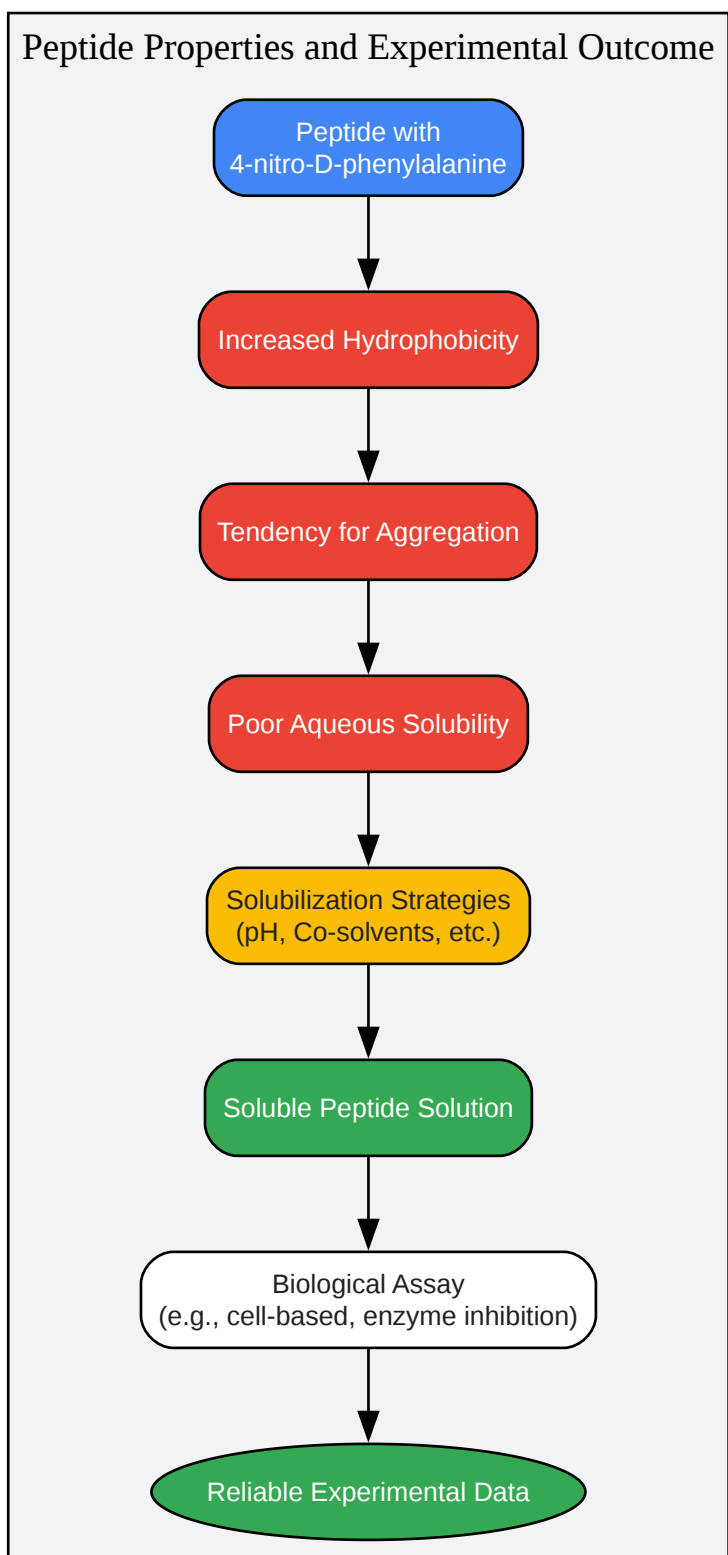 Peptide Properties and Experimental Outcome
Peptide with
4-nitro-D-phenylalanine
Increased Hydrophobicity
Tendency for Aggregation
Poor Aqueous Solubility
Solubilization Strategies
(pH, Co-solvents, etc.)
Soluble Peptide Solution
Biological Assay
(e.g., cell-based, enzyme inhibition)
Reliable Experimental Data